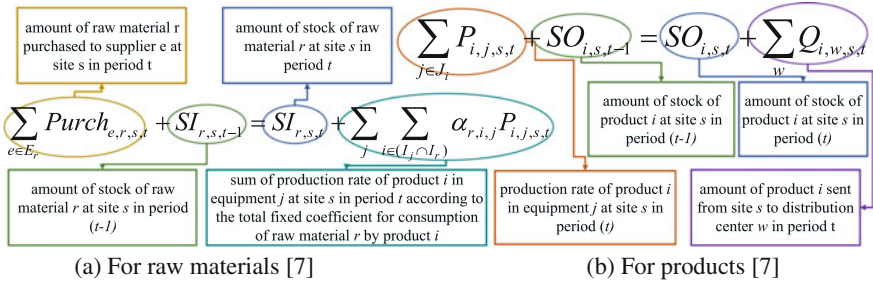 amount of raw material r
purchased to supplier e at
site s in period t
amount of stock of raw
material r at site s in
period t
∑_{e∈E_r} Purch_{e,r,s,t} + SI_{r,s,t−1} = SI_{r,s,t} + ∑_j ∑_{i∈(I_j∩I_r)} α_{r,i,j} P_{i,j,s,t}
amount of stock of raw
material r at site s in period
(t-1)
sum of production rate of product i in
equipment j at site s in period t according to
the total fixed coefficient for consumption
of raw material r by product i
(a) For raw materials [7]
∑_{j∈J_i} P_{i,j,s,t} + SO_{i,s,t−1} = SO_{i,s,t} + ∑_w Q_{i,w,s,t}
amount of stock of
product i at site s in
period (t-1)
amount of stock of
product i at site s in
period (t)
production rate of product i
in equipment j at site s in
period (t)
amount of product i sent
from site s to distribution
center w in period t
(b) For products [7]